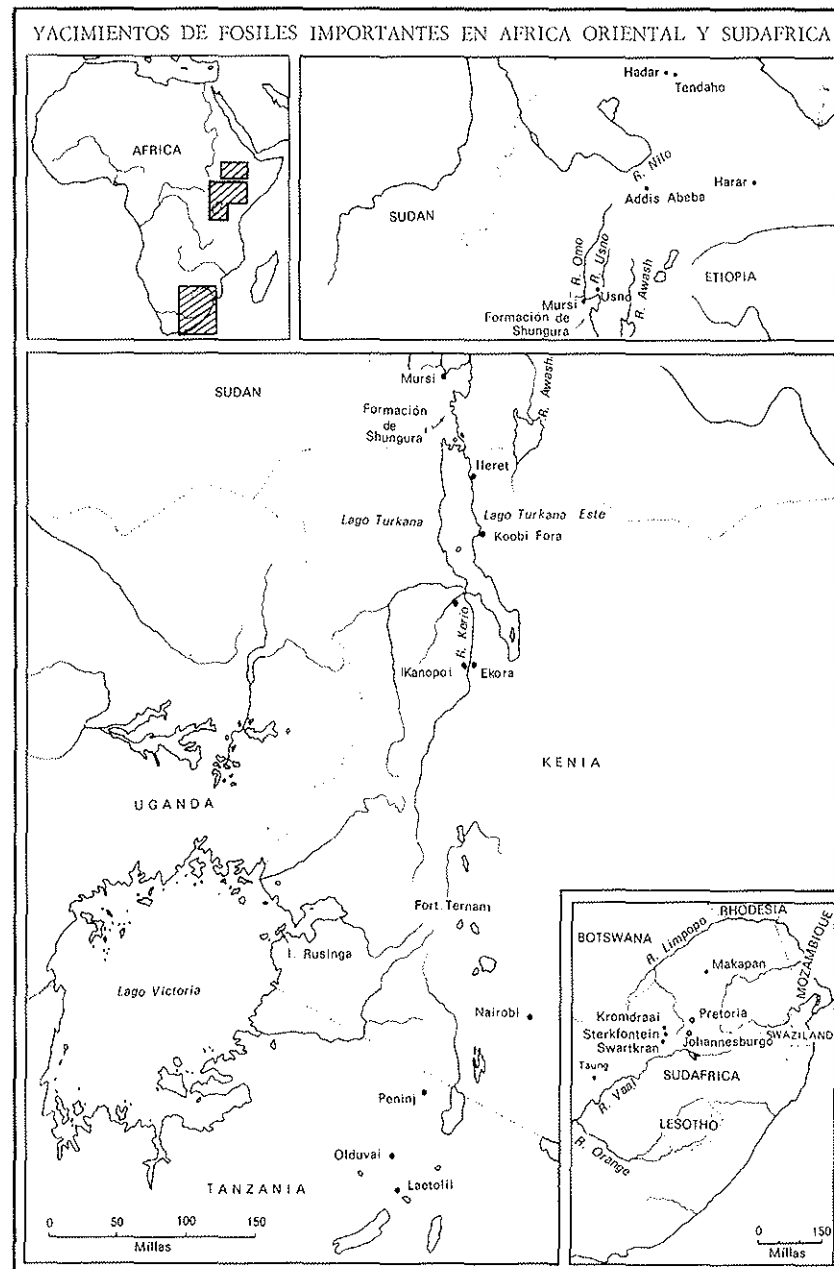 YACIMIENTOS DE FOSILES IMPORTANTES EN AFRICA ORIENTAL Y SUDAFRICA
AFRICA
Hadar
Tendaho
R. Nilo
Addis Abeba
Harar
SUDAN
R. Omo
R. Usno
R. Awash
ETIOPIA
Mursi
Usno
Formación de
Shungura
SUDAN
Mursi
Formación
de
Shungura
R. Awash
Ileret
Lago Turkana
Lago Turkana Este
Koobi Fora
R. Kerio
Kanopoi
Ekora
KENIA
UGANDA
Fort. Ternam
I. Rusinga
Lago Victoria
Nairobi
Peninj
Olduvai
Laetolil
TANZANIA
0 50 100 150
Millas
RHODESIA
BOTSWANA
R. Limpopo
MOZAMBIQUE
Makapan
Kromdraai
Pretoria
Sterkfontein
Johannesburgo
SWAZILAND
Swartkran
Taung
SUDAFRICA
R. Vaal
LESOTHO
R. Orange
0 150
Millas